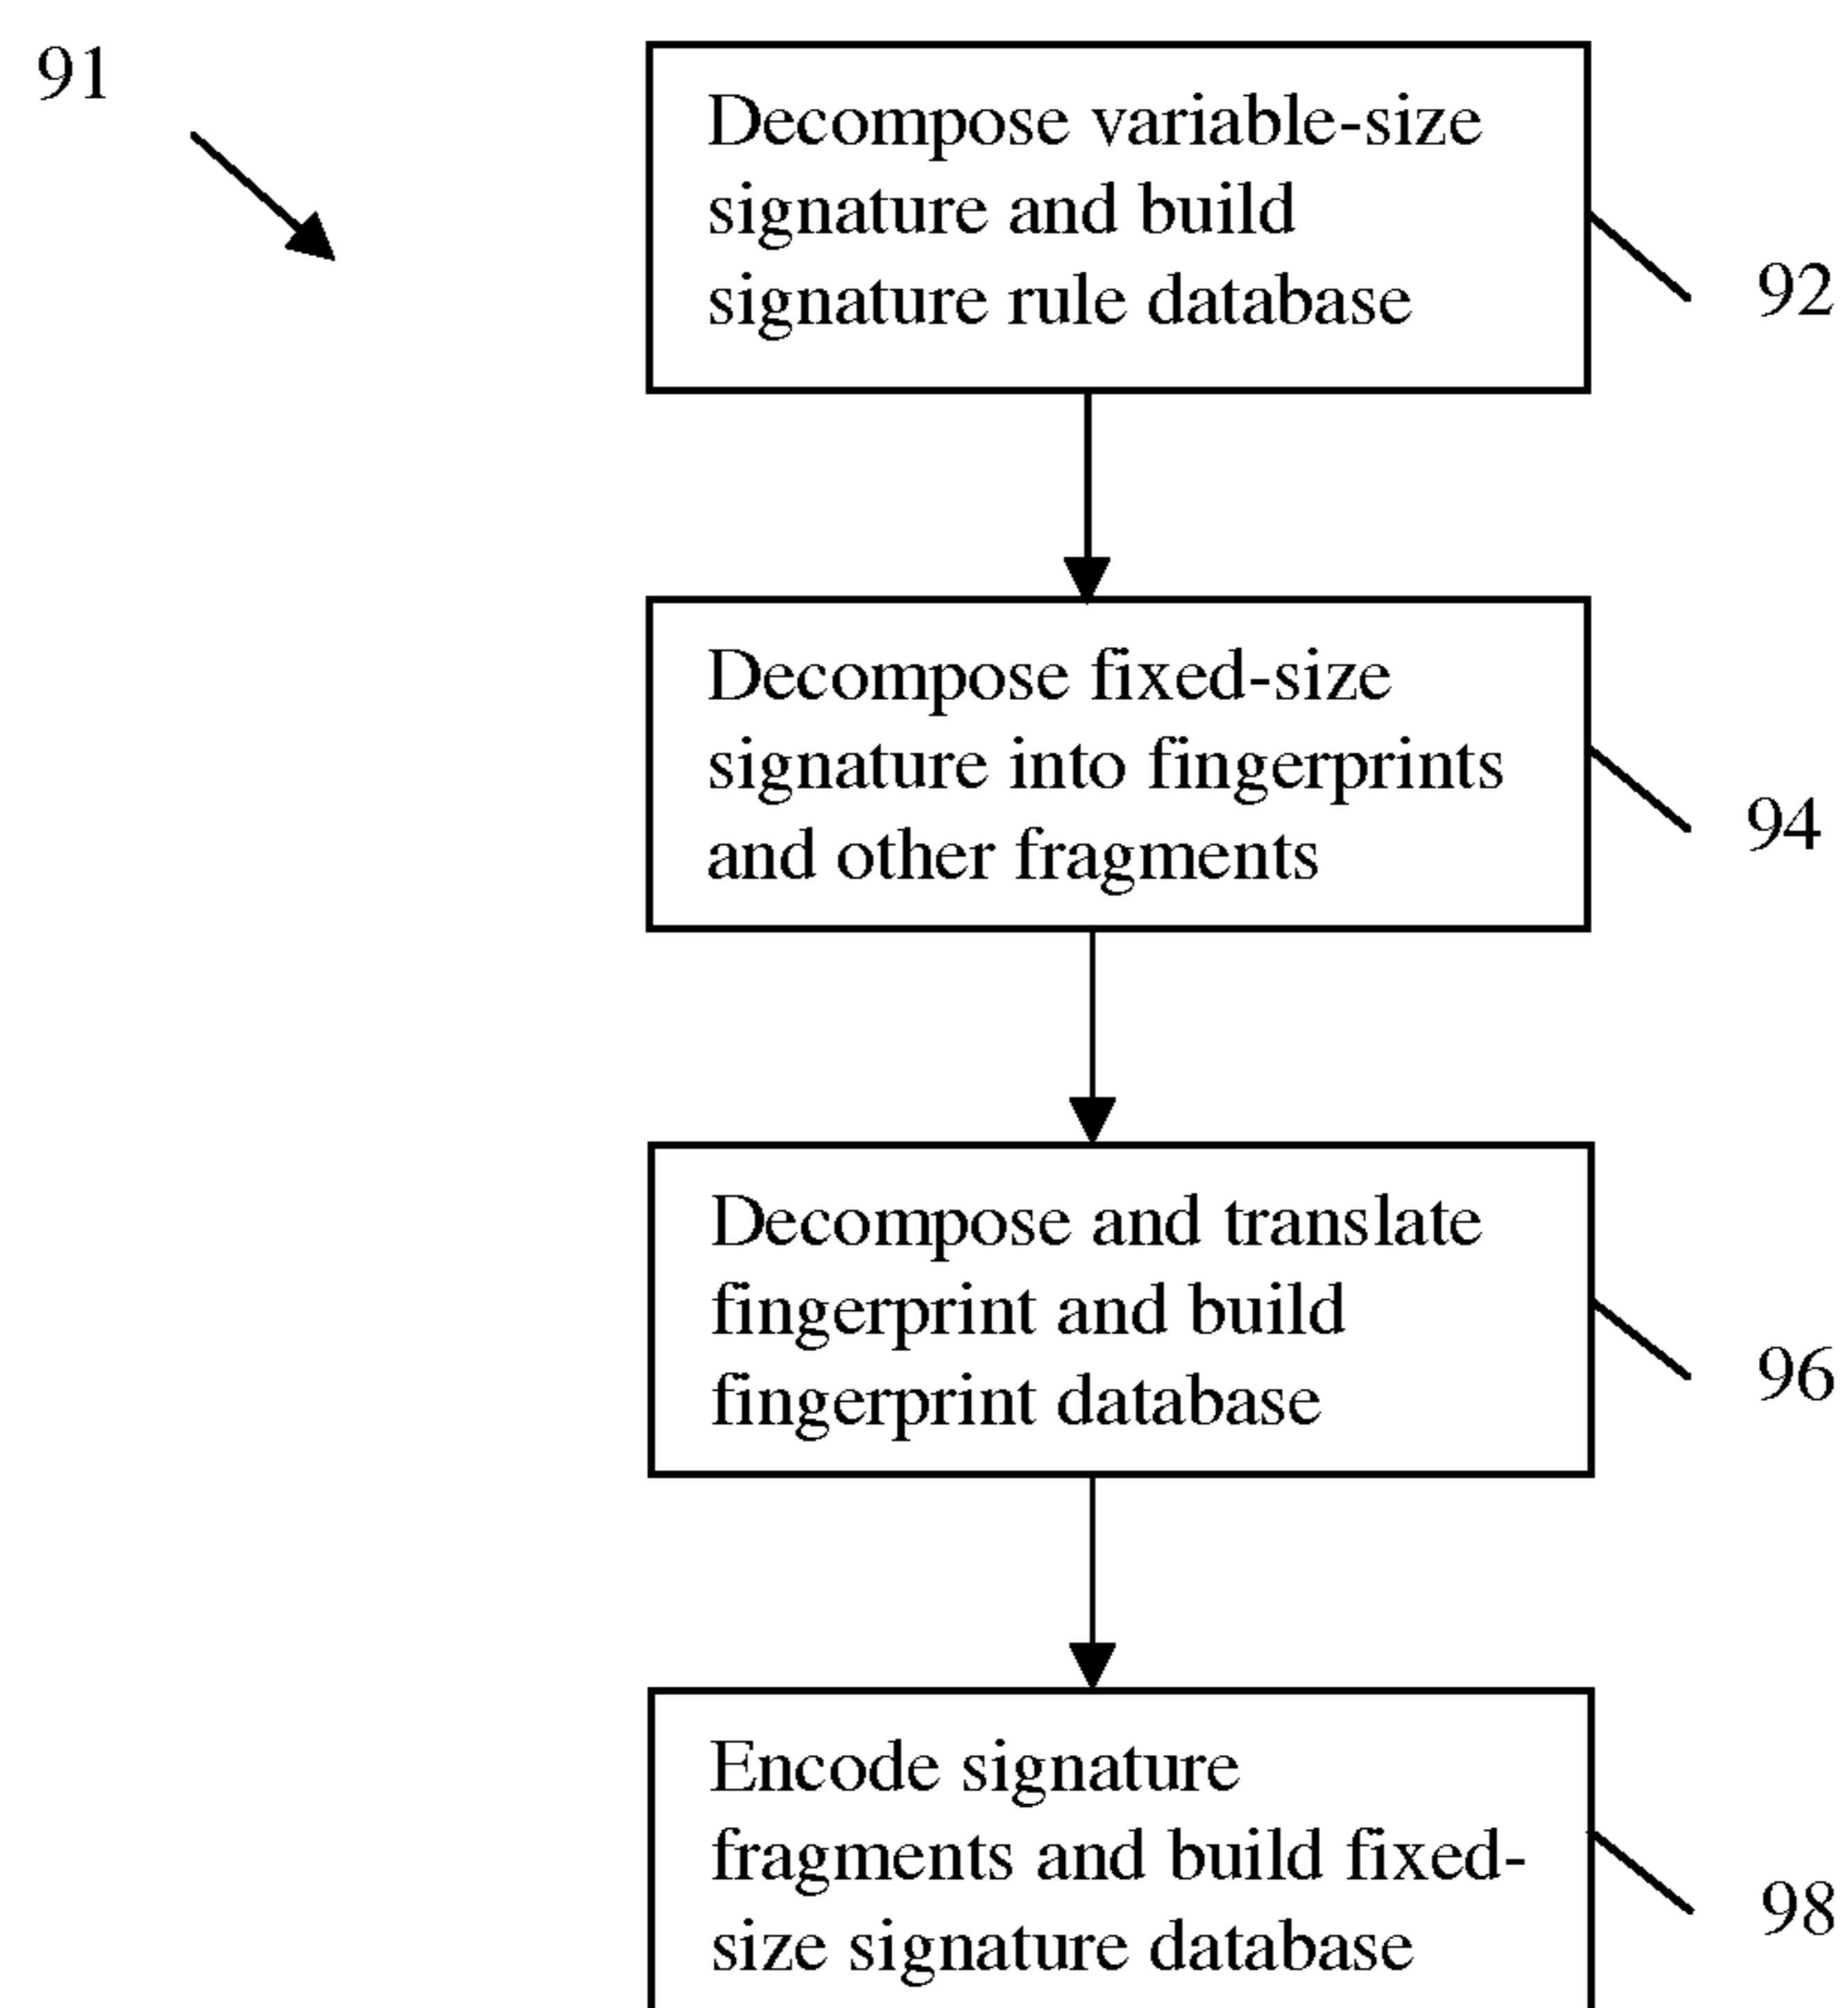 91
Decompose variable-size
signature and build
signature rule database
92
Decompose fixed-size
signature into fingerprints
and other fragments
94
Decompose and translate
fingerprint and build
fingerprint database
96
Encode signature
fragments and build fixed-
size signature database
98